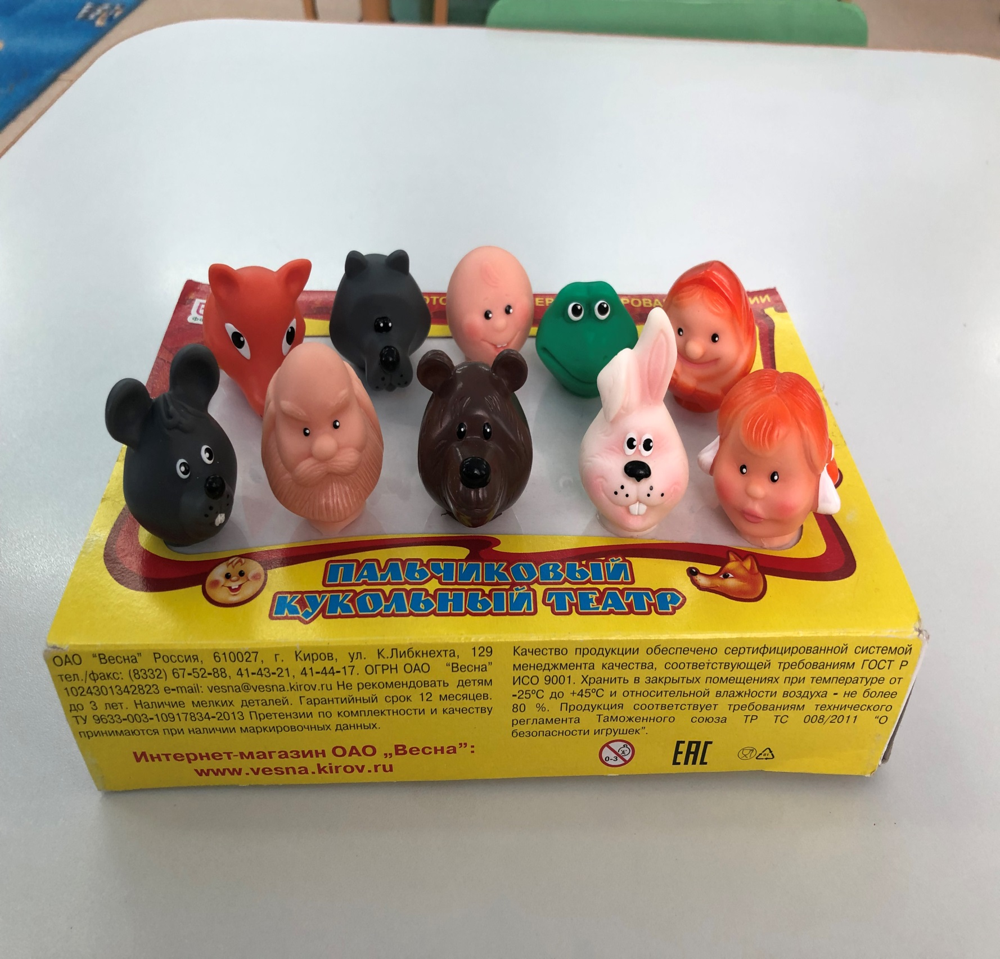 ИИ
ПАЛЬЧИКОВЫЙ
КУКОЛЬНЫЙ ТЕАТР
ОАО "Весна" Россия, 610027, г. Киров, ул. К.Либкнехта, 129
тел./факс: (8332) 67-52-88, 41-43-21, 41-44-17. ОГРН ОАО "Весна"
1024301342823 e-mail: vesna@vesna.kirov.ru Не рекомендовать детям
до 3 лет. Наличие мелких деталей. Гарантийный срок 12 месяцев.
ТУ 9633-003-10917834-2013 Претензии по комплектности и качеству
принимаются при наличии маркировочных данных.
Интернет-магазин ОАО „Весна”:
www.vesna.kirov.ru
Качество продукции обеспечено сертифицированной системой
менеджмента качества, соответствующей требованиям ГОСТ Р
ИСО 9001. Хранить в закрытых помещениях при температуре от
-25ºС до +45ºС и относительной влажности воздуха - не более
80 %. Продукция соответствует требованиям технического
регламента Таможенного союза ТР ТС 008/2011 "О
безопасности игрушек".
0-3
EAC
81